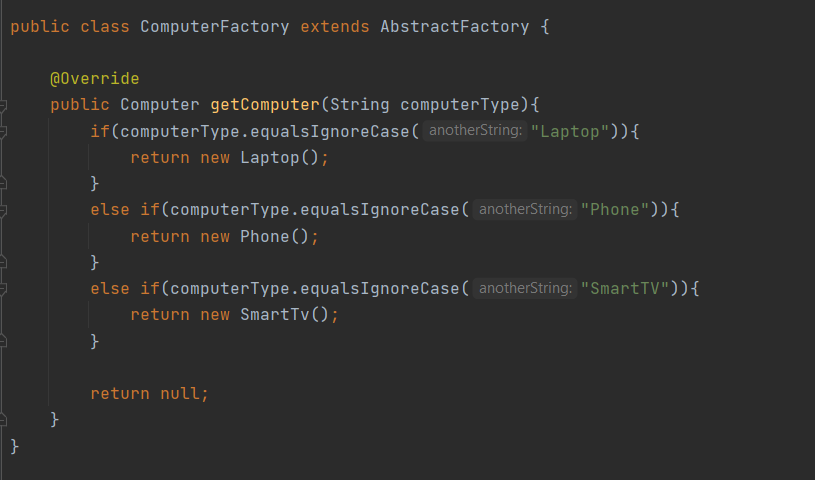 public class ComputerFactory extends AbstractFactory {
@Override
public Computer getComputer(String computerType){
if(computerType.equalsIgnoreCase( anotherString: "Laptop")){
return new Laptop();
}
else if(computerType.equalsIgnoreCase( anotherString: "Phone")){
return new Phone();
}
else if(computerType.equalsIgnoreCase( anotherString: "SmartTV")){
return new SmartTv();
}
return null;
}
}